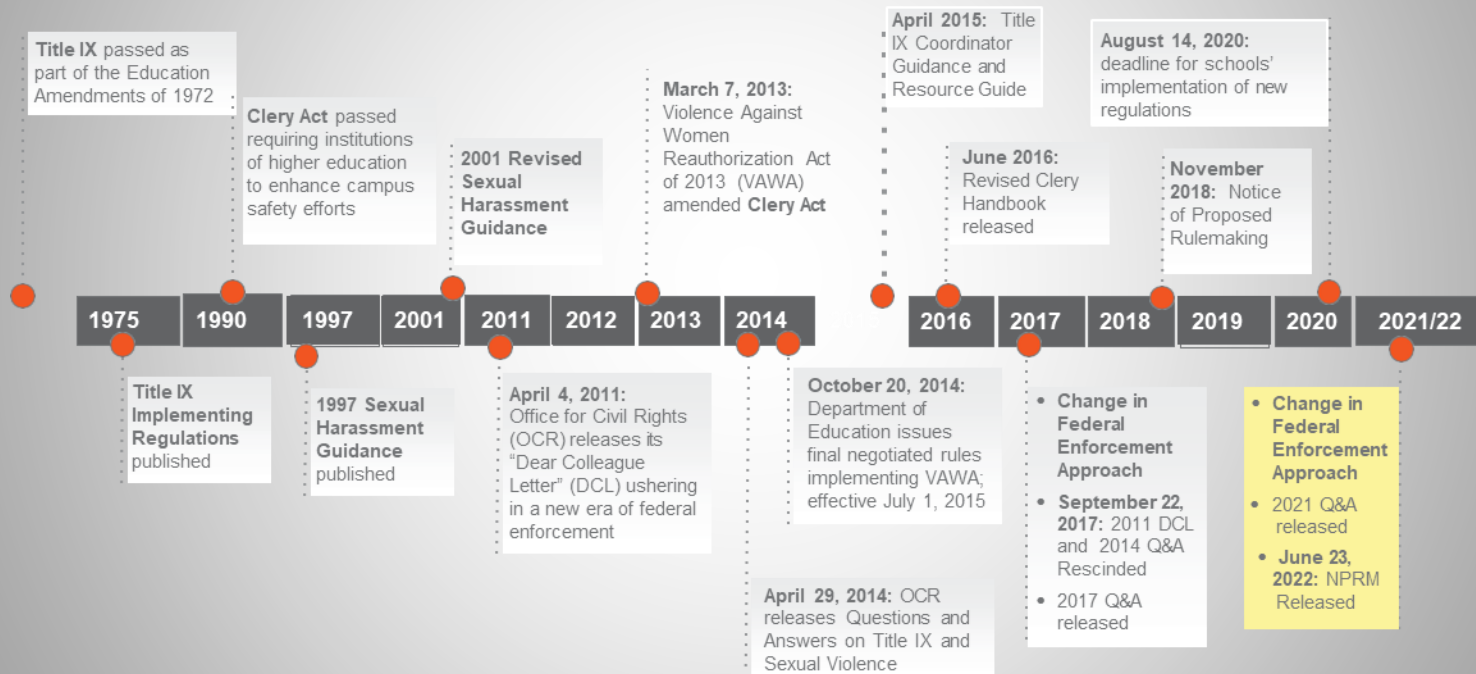 Title IX passed as
part of the Education
Amendments of 1972
Clery Act passed
requiring institutions
of higher education
to enhance campus
safety efforts
2001 Revised
Sexual
Harassment
Guidance
March 7, 2013:
Violence Against
Women
Reauthorization Act
of 2013 (VAWA)
amended Clery Act
April 2015: Title
IX Coordinator
Guidance and
Resource Guide
June 2016:
Revised Clery
Handbook
released
August 14, 2020:
deadline for schools’
implementation of new
regulations
November
2018: Notice
of Proposed
Rulemaking
1975 1990 1997 2001 2011 2012 2013 2014 2016 2017 2018 2019 2020 2021/22
Title IX
Implementing
Regulations
published
1997 Sexual
Harassment
Guidance
published
April 4, 2011:
Office for Civil Rights
(OCR) releases its
“Dear Colleague
Letter” (DCL) ushering
in a new era of federal
enforcement
April 29, 2014: OCR
releases Questions and
Answers on Title IX and
Sexual Violence
October 20, 2014:
Department of
Education issues
final negotiated rules
implementing VAWA;
effective July 1, 2015
• Change in
Federal
Enforcement
Approach
• September 22,
2017: 2011 DCL
and 2014 Q&A
Rescinded
• 2017 Q&A
released
• Change in
Federal
Enforcement
Approach
• 2021 Q&A
released
• June 23,
2022: NPRM
Released